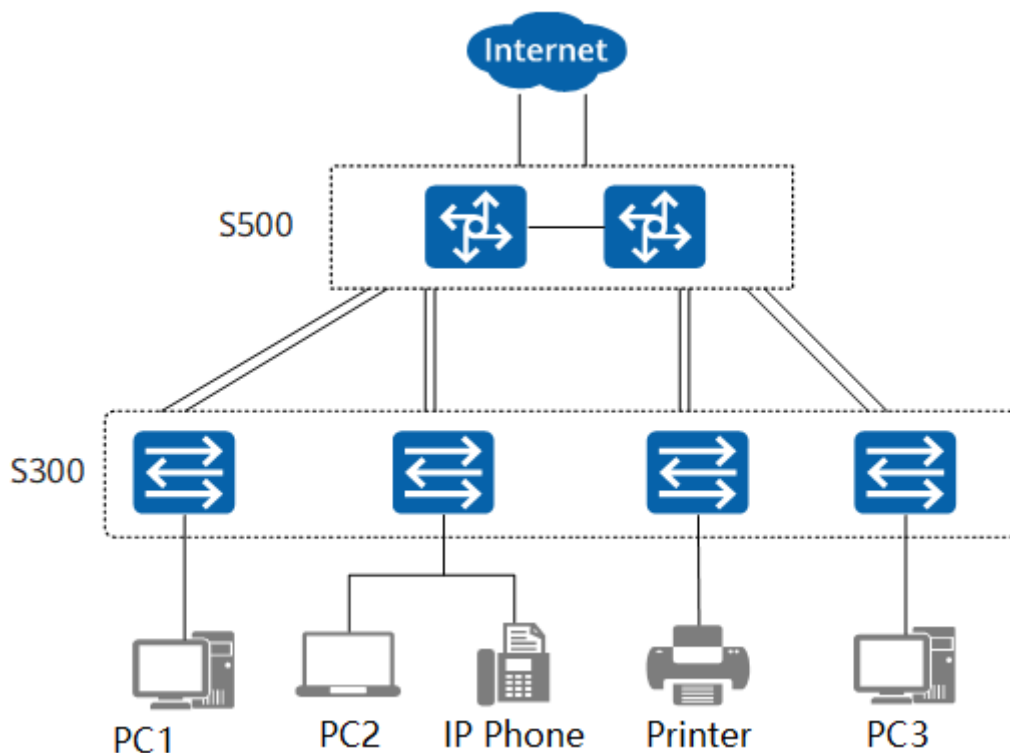 Internet
S500
S300
PC1
PC2
IP Phone
Printer
PC3